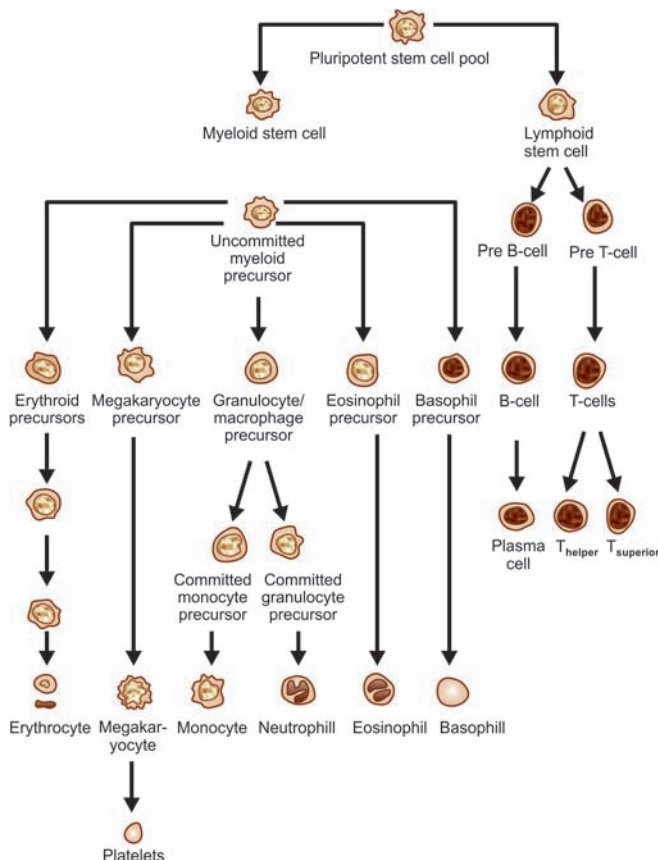 Pluripotent stem cell pool
Myeloid stem cell
Lymphoid
stem cell
Uncommitted
myeloid
precursor
Pre B-cell
Pre T-cell
Erythroid
precursors
Megakaryocyte
precursor
Granulocyte/
macrophage
precursor
Eosinophil
precursor
Basophil
precursor
B-cell
T-cells
Plasma
cell
Thelper
Tsuperior
Committed
monocyte
precursor
Committed
granulocyte
precursor
Erythrocyte
Megakar-
yocyte
Monocyte
Neutrophill
Eosinophil
Basophill
Platelets